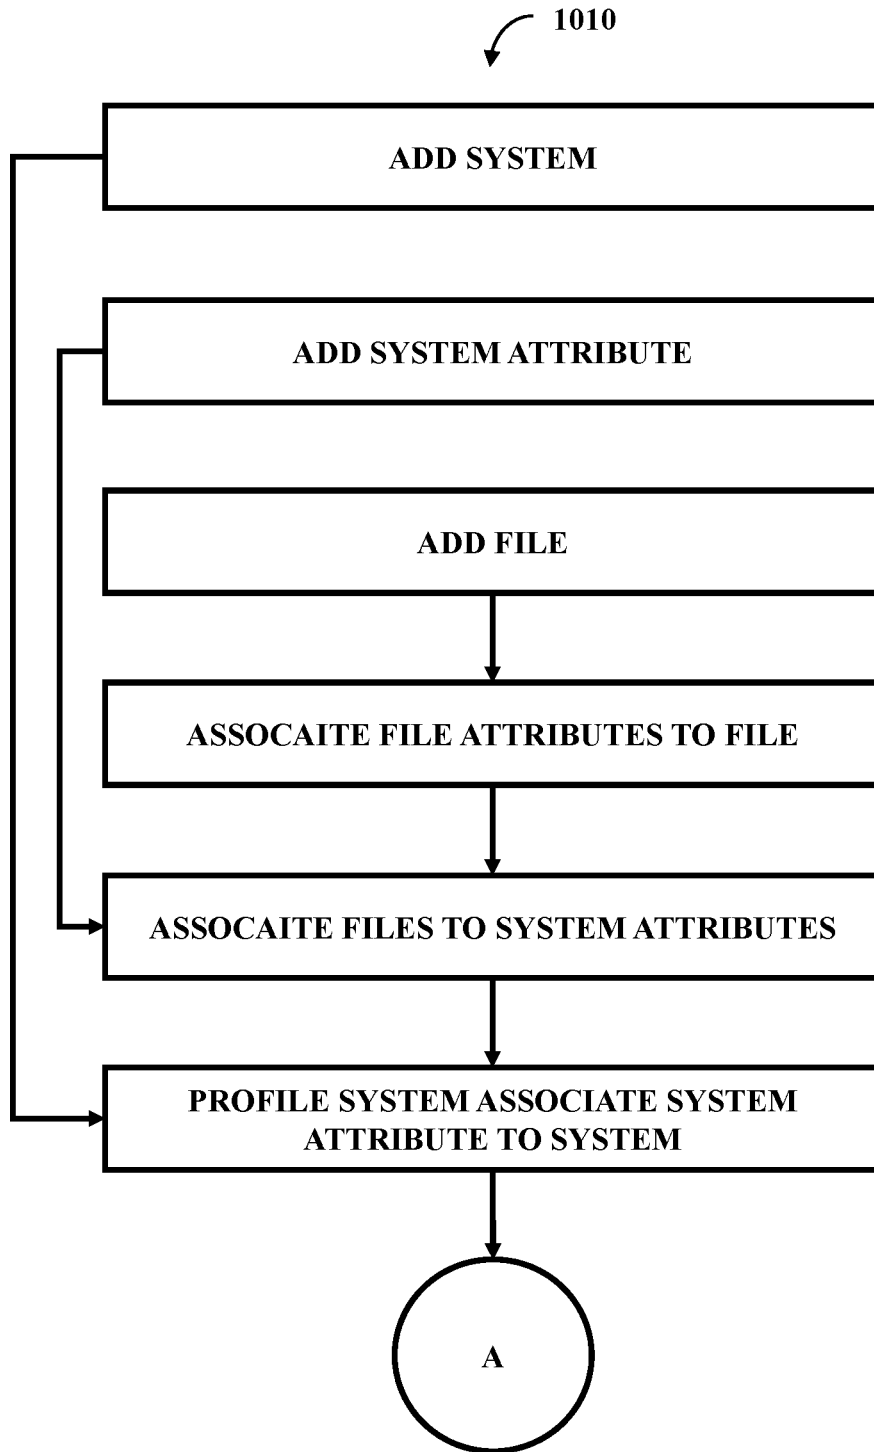 1010
ADD SYSTEM
ADD SYSTEM ATTRIBUTE
ADD FILE
ASSOCAITE FILE ATTRIBUTES TO FILE
ASSOCAITE FILES TO SYSTEM ATTRIBUTES
PROFILE SYSTEM ASSOCIATE SYSTEM
ATTRIBUTE TO SYSTEM
A